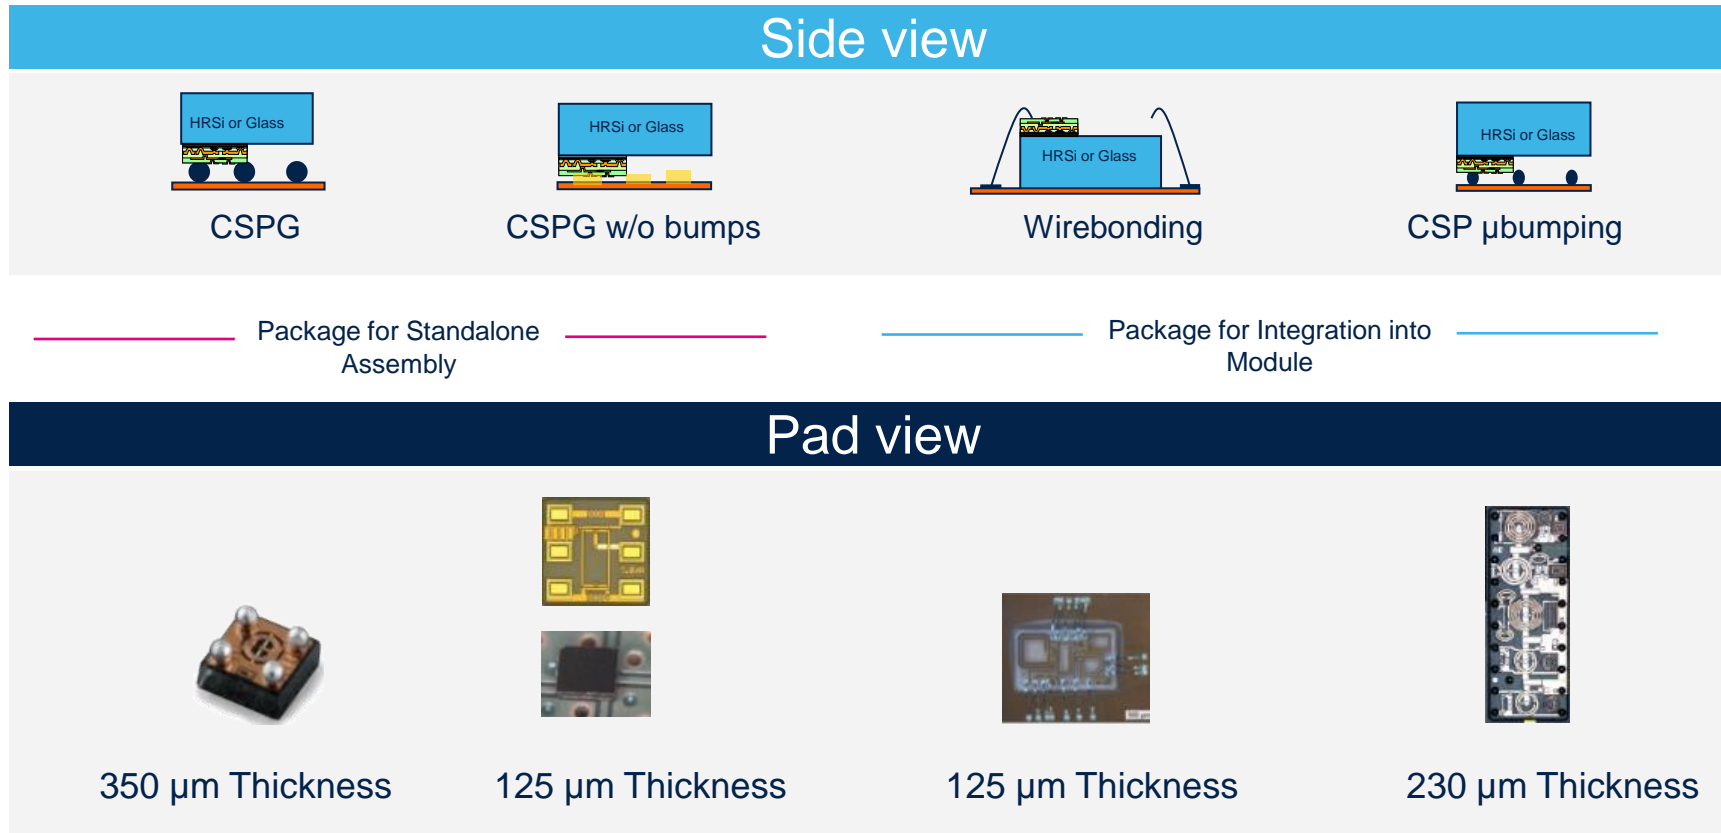 Side view
HRSi or Glass
HRSi or Glass
HRSi or Glass
HRSi or Glass
CSPG
CSPG w/o bumps
Wirebonding
CSP µbumping
Package for Standalone
Assembly
Package for Integration into
Module
Pad view
350 µm Thickness
125 µm Thickness
125 µm Thickness
230 µm Thickness